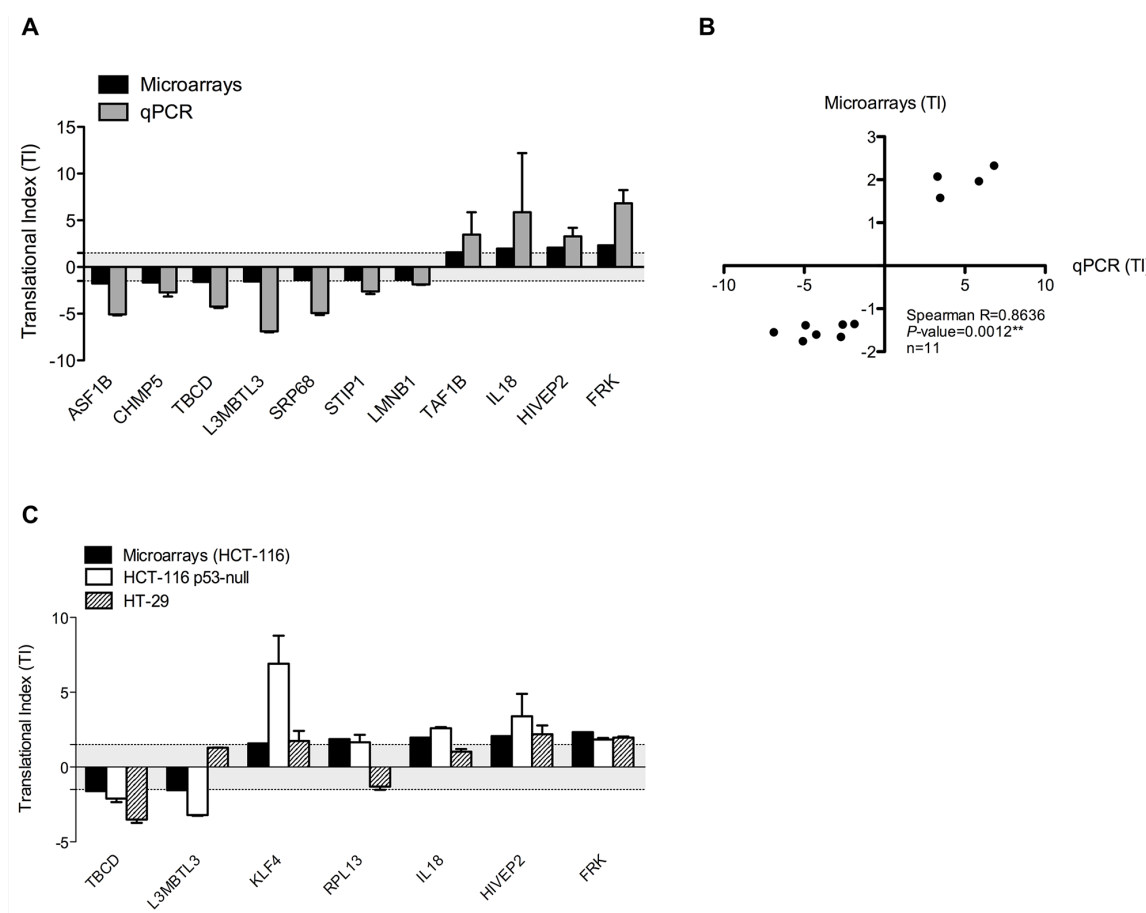 A
Microarrays
qPCR
Translational Index (TI)
15
10
5
0
-5
-10
ASF1B
CHMP5
TBCD
L3MBTL3
SRP68
STIP1
LMNB1
TAF1B
IL18
HIVEP2
FRK
B
Microarrays (TI)
3
2
1
-10
-5
5
10
qPCR (TI
-1
-2
Spearman R=0.8636
P-value=0.0012**
n=11
C
Microarrays (HCT-116)
HCT-116 p53-null
HT-29
Translational Index (TI)
10
5
0
-5
TBCD
L3MBTL3
KLF4
RPL13
IL18
HIVEP2
FRK